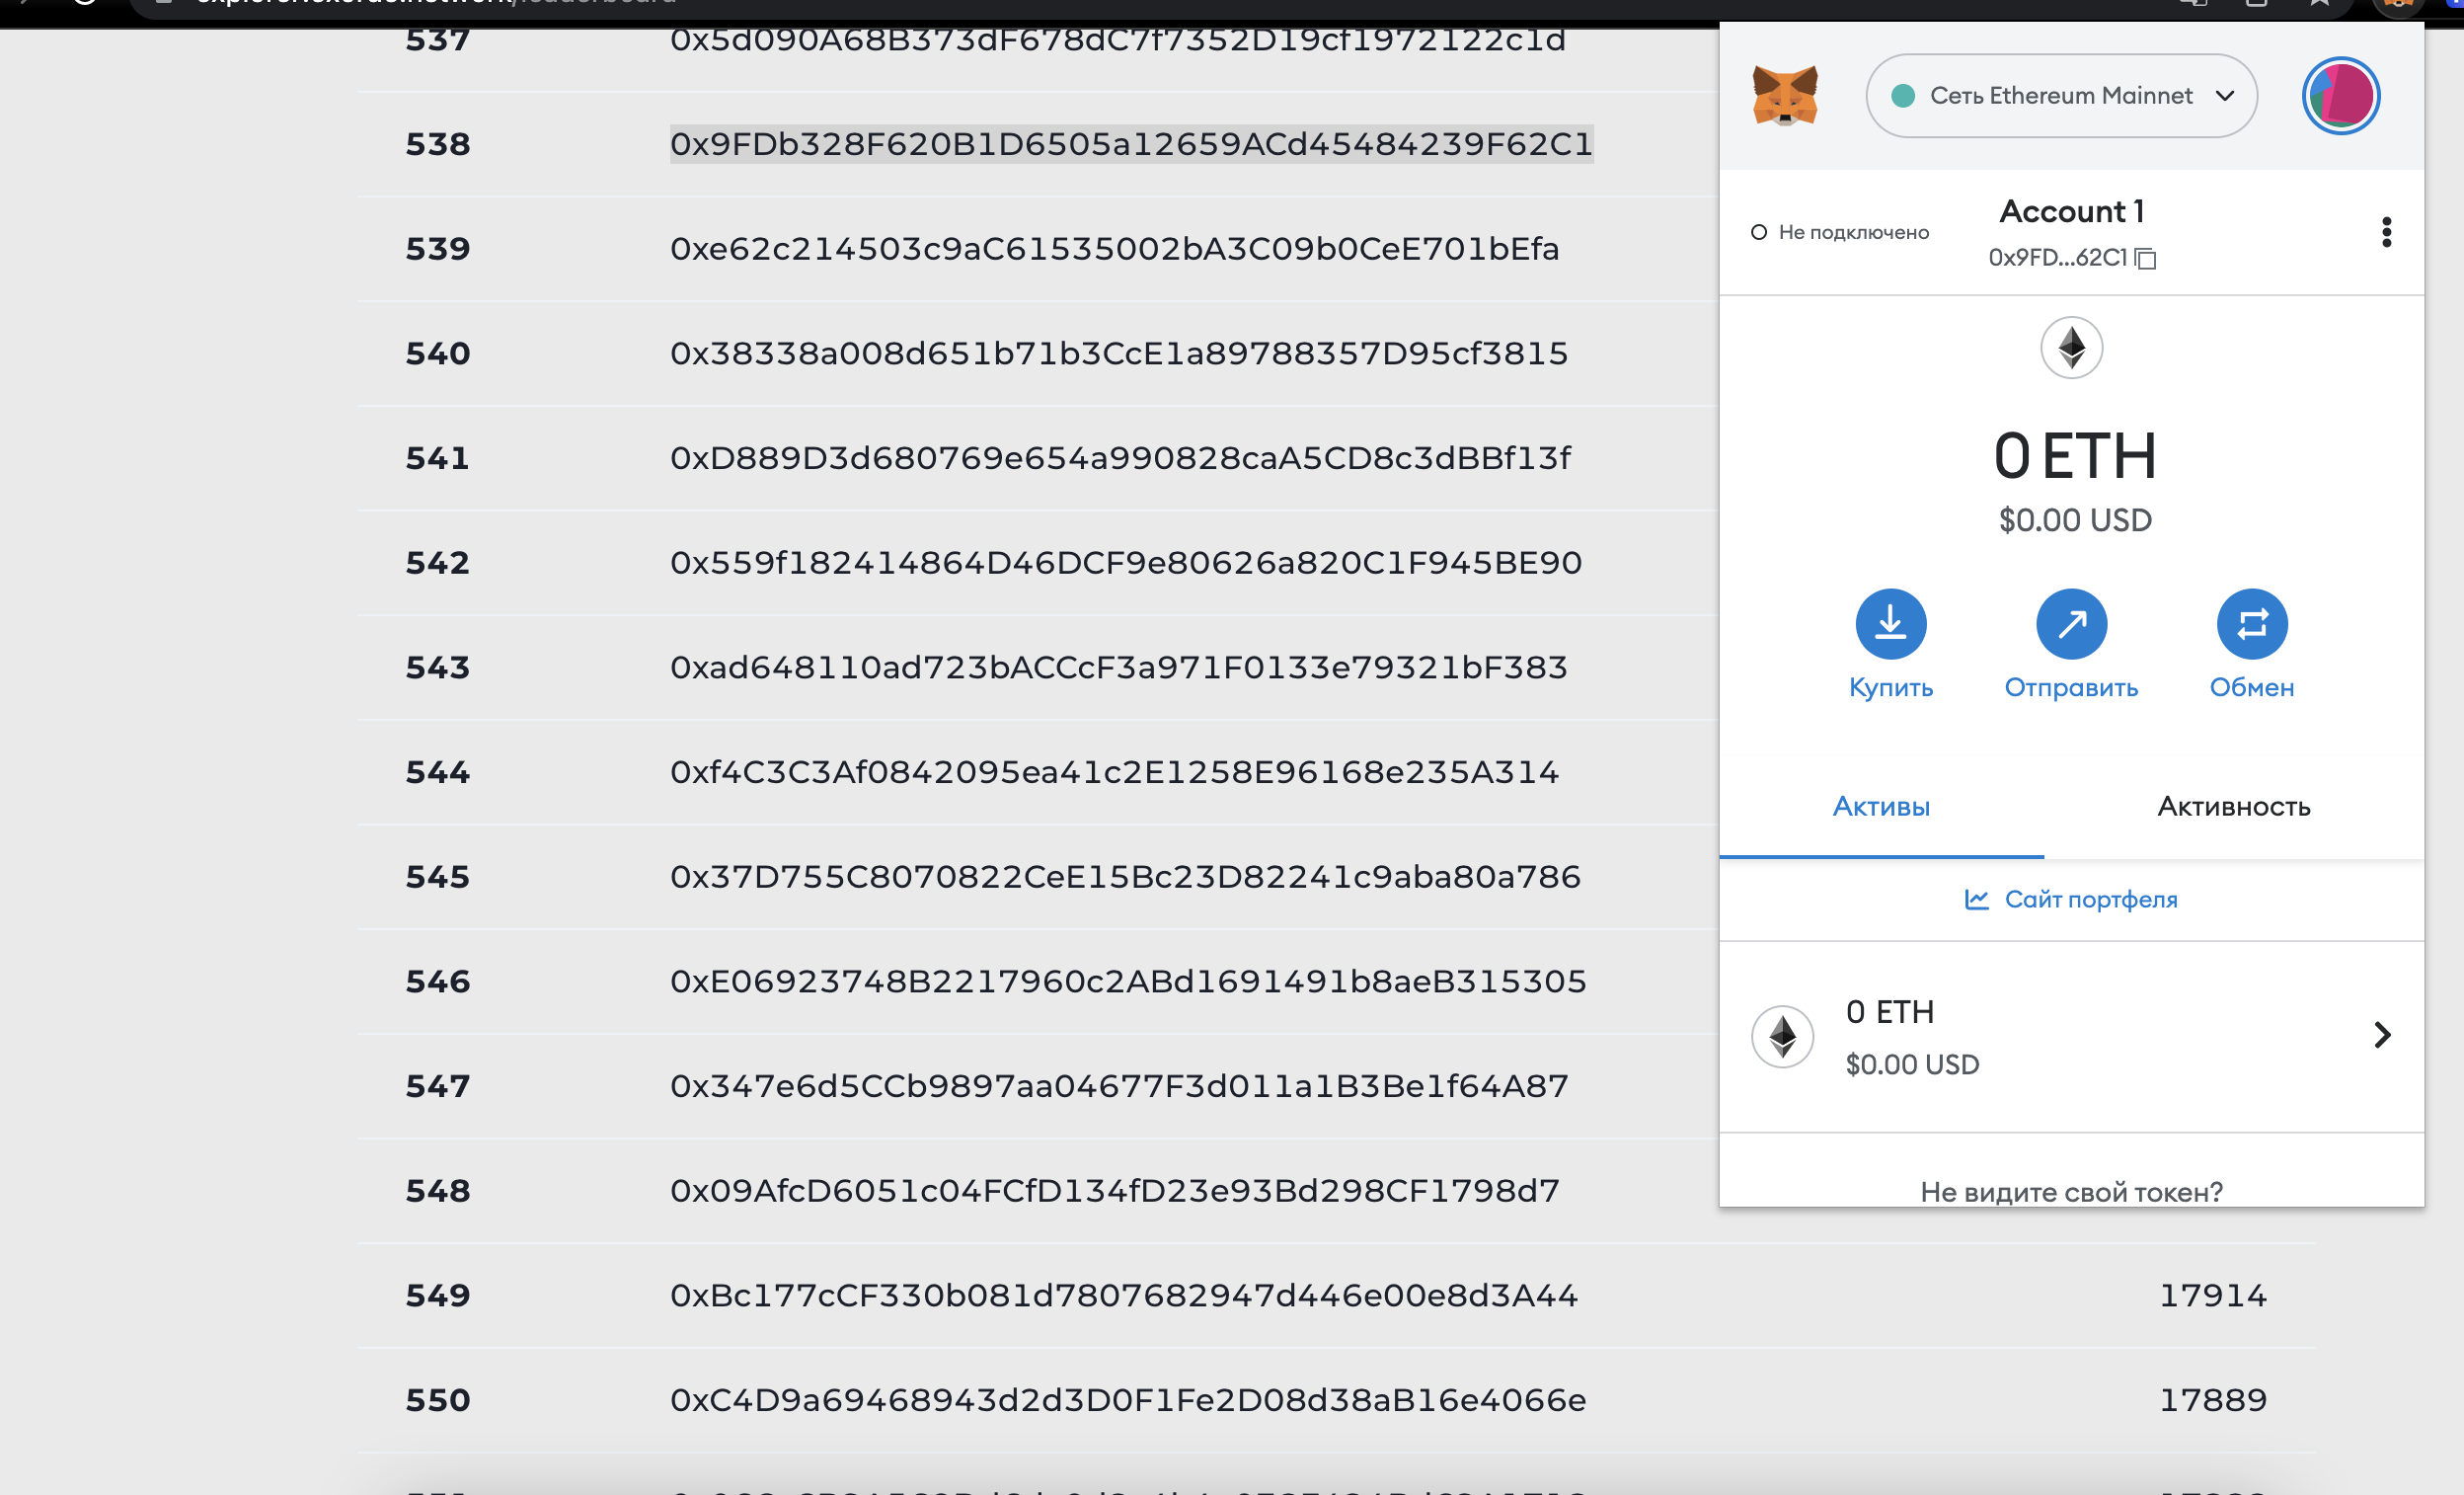 537 0x5d090A68B373dF678dC7f7352D19cf1972122c1d
538 0x9FDb328F620B1D6505a12659ACd45484239F62C1
539 0xe62c214503c9aC61535002bA3C09b0CeE701bEfa
540 0x38338a008d651b71b3CcE1a89788357D95cf3815
541 0xD889D3d680769e654a990828caA5CD8c3dBBf13f
542 0x559f182414864D46DCF9e80626a820C1F945BE90
543 0xad648110ad723bACCcF3a971F0133e79321bF383
544 0xf4C3C3Af0842095ea41c2E1258E96168e235A314
545 0x37D755C8070822CeE15Bc23D82241c9aba80a786
546 0xE06923748B2217960c2ABd1691491b8aeB315305
547 0x347e6d5CCb9897aa04677F3d011a1B3Be1f64A87
548 0x09AfcD6051c04FCfD134fD23e93Bd298CF1798d7
549 0xBc177cCF330b081d7807682947d446e00e8d3A44 17914
550 0xC4D9a69468943d2d3D0F1Fe2D08d38aB16e4066e 17889
Сеть Ethereum Mainnet
Не подключено
Account 1
0x9FD...62C1
0 ETH
$0.00 USD
Купить Отправить Обмен
Активы Активность
Сайт портфеля
0 ETH
$0.00 USD
Не видите свой токен?